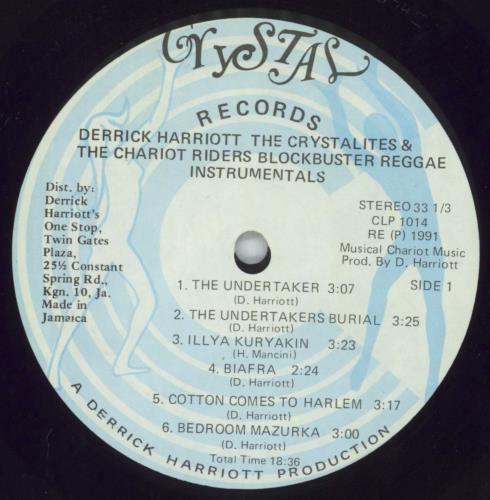 CRYSTAL
RECORDS
DERRICK HARRIOTT THE CRYSTALITES &
THE CHARIOT RIDERS BLOCKBUSTER REGGAE
INSTRUMENTALS
Dist. by:
Derrick
Harriott's
One Stop,
Twin Gates
Plaza,
25½ Constant
Spring Rd.,
Kgn. 10, Ja.
Made in
Jamaica
STEREO 33 1/3
CLP 1014
RE (P) 1991
Musical Chariot Music
Prod. By D. Harriott
SIDE 1
1. THE UNDERTAKER 3:07
(D. Harriott)
2. THE UNDERTAKERS BURIAL 3:25
(D. Harriott)
3. ILLYA KURYAKIN 3:23
(H. Mancini)
4. BIAFRA 2:24
(D. Harriott)
5. COTTON COMES TO HARLEM 3:17
(D. Harriott)
6. BEDROOM MAZURKA 3:00
(D. Harriott)
Total Time 18:36
A DERRICK HARRIOTT PRODUCTION